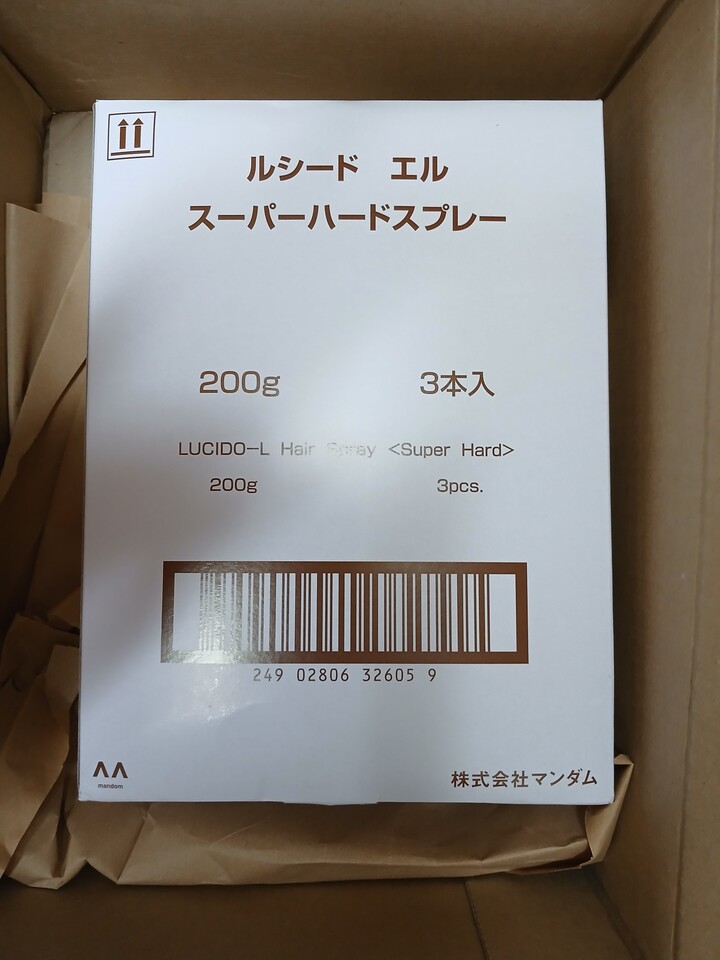 ルシード エル
スーパーハードスプレー
200g 3本入
LUCIDO-L Hair Spray <Super Hard>
200g 3pcs.
249 02806 32605 9
mandom 株式会社マンダム